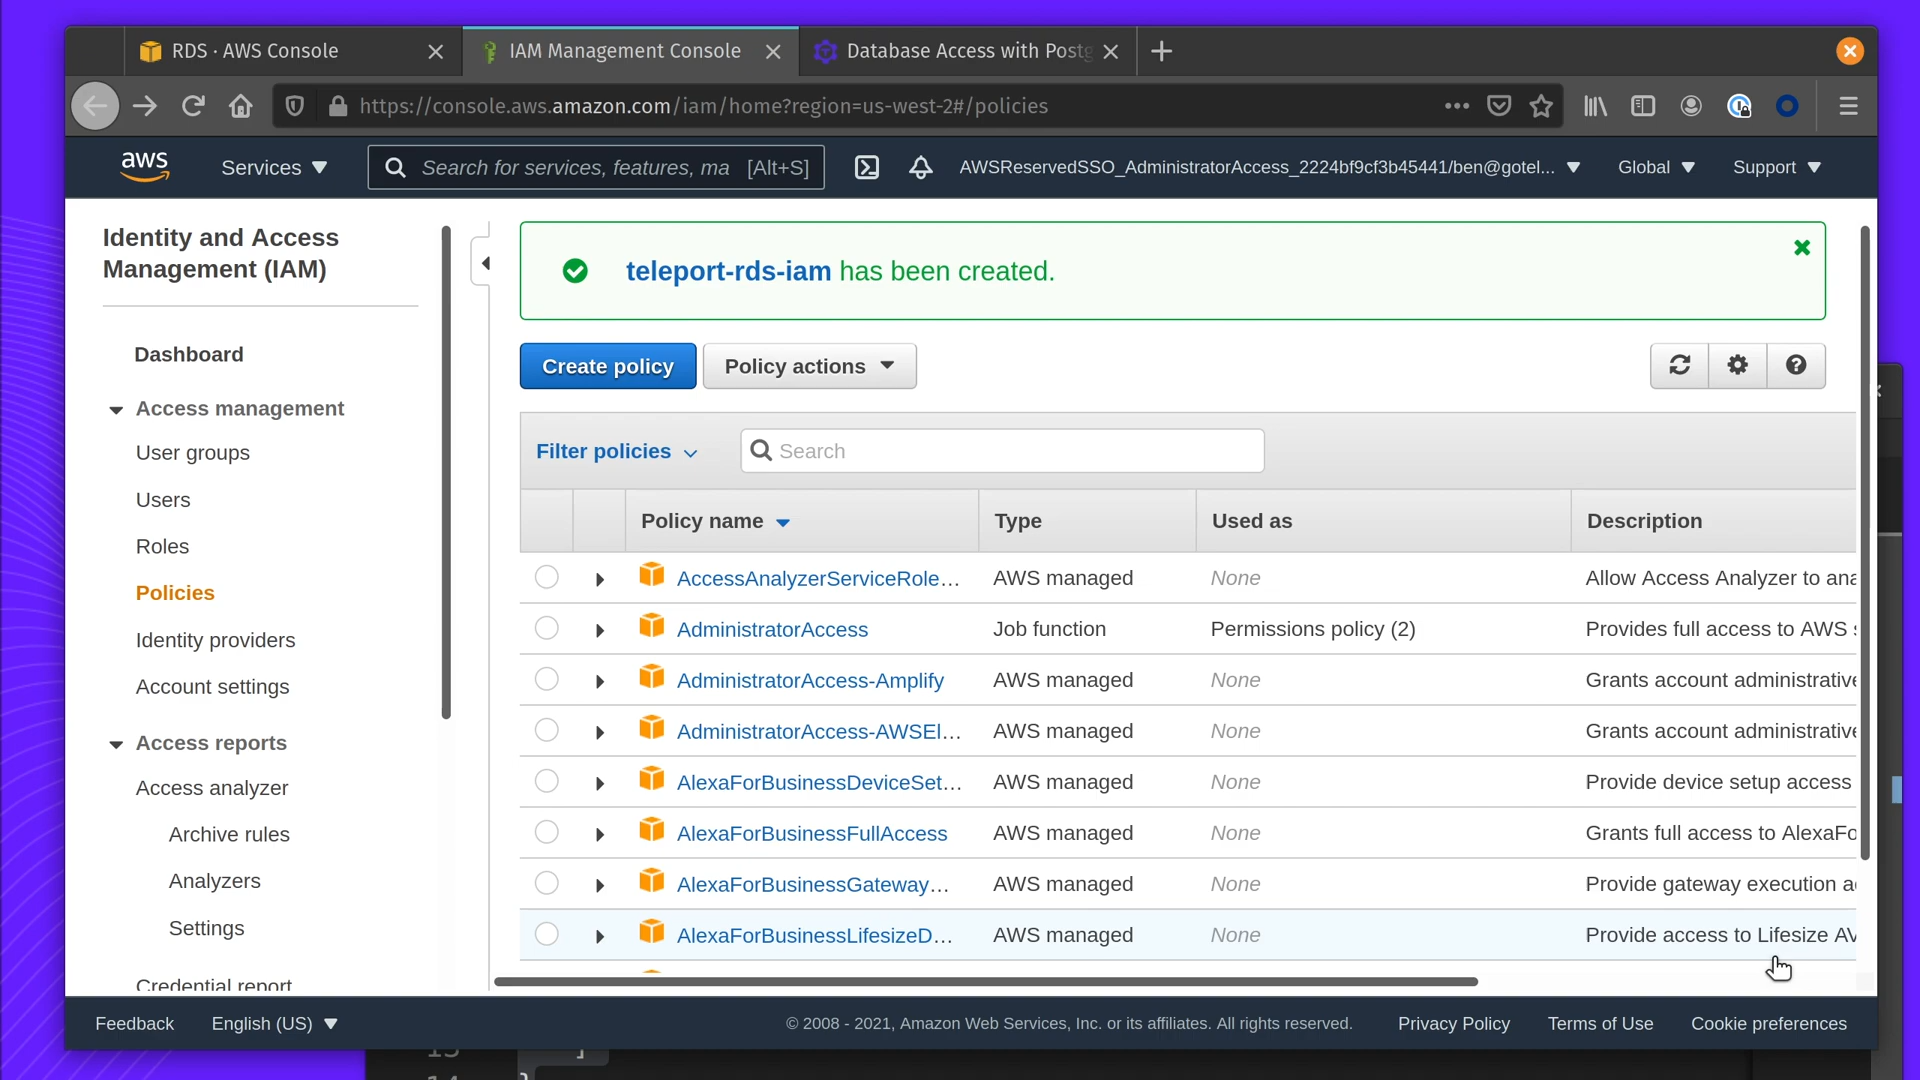 RDS · AWS Console
IAM Management Console
Database Access with Postg
https://console.aws.amazon.com/iam/home?region=us-west-2#/policies
aws
Services
Search for services, features, ma [Alt+S]
AWSReservedSSO_AdministratorAccess_2224bf9cf3b45441/ben@gotel...
Global
Support
Identity and Access
Management (IAM)
Dashboard
Access management
User groups
Users
Roles
Policies
Identity providers
Account settings
Access reports
Access analyzer
Archive rules
Analyzers
Settings
Credential report
teleport-rds-iam has been created.
Create policy
Policy actions
Filter policies
Search
Policy name Type Used as Description
AccessAnalyzerServiceRole... AWS managed None Allow Access Analyzer to ana
AdministratorAccess Job function Permissions policy (2) Provides full access to AWS s
AdministratorAccess-Amplify AWS managed None Grants account administrative
AdministratorAccess-AWSEl... AWS managed None Grants account administrative
AlexaForBusinessDeviceSet... AWS managed None Provide device setup access
AlexaForBusinessFullAccess AWS managed None Grants full access to AlexaFo
AlexaForBusinessGateway... AWS managed None Provide gateway execution a
AlexaForBusinessLifesizeD... AWS managed None Provide access to Lifesize AV
Feedback
English (US)
© 2008 - 2021, Amazon Web Services, Inc. or its affiliates. All rights reserved.
Privacy Policy
Terms of Use
Cookie preferences